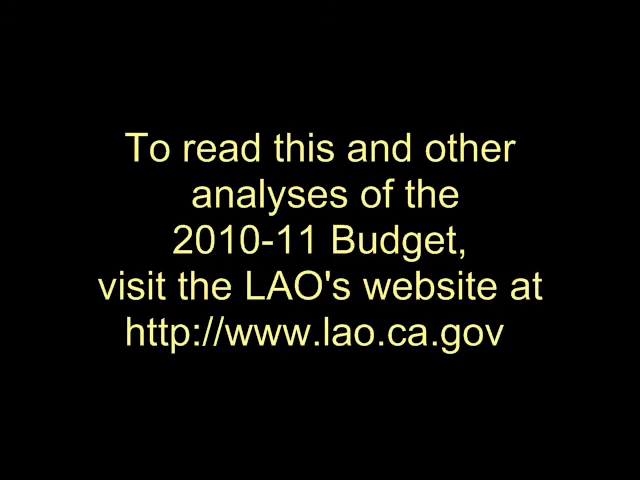 To read this and other
analyses of the
2010-11 Budget,
visit the LAO's website at
http://www.lao.ca.gov